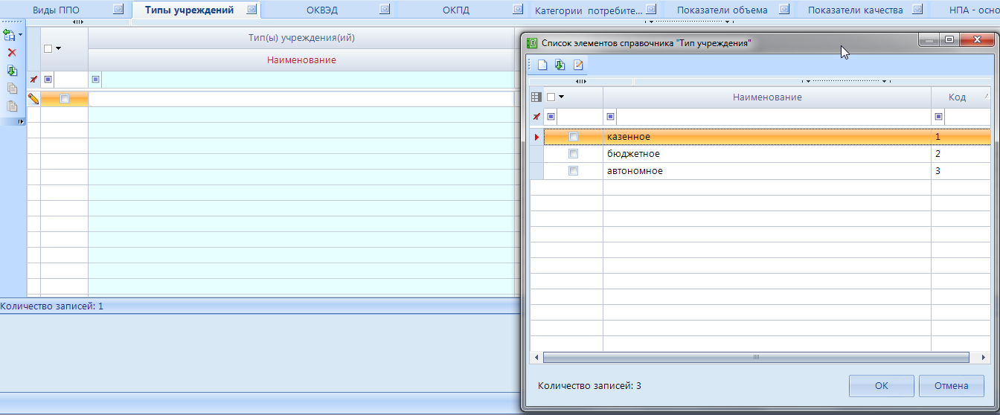 Виды ППО
Типы учреждений
ОКВЭД
ОКПД
Категории потребите...
Показатели объема
Показатели качества
НПА - осно
Тип(ы) учреждения(ий)
Наименование
Количество записей: 1
Список элементов справочника "Тип учреждения"
Наименование Код
казенное 1
бюджетное 2
автономное 3
Количество записей: 3
ОК Отмена